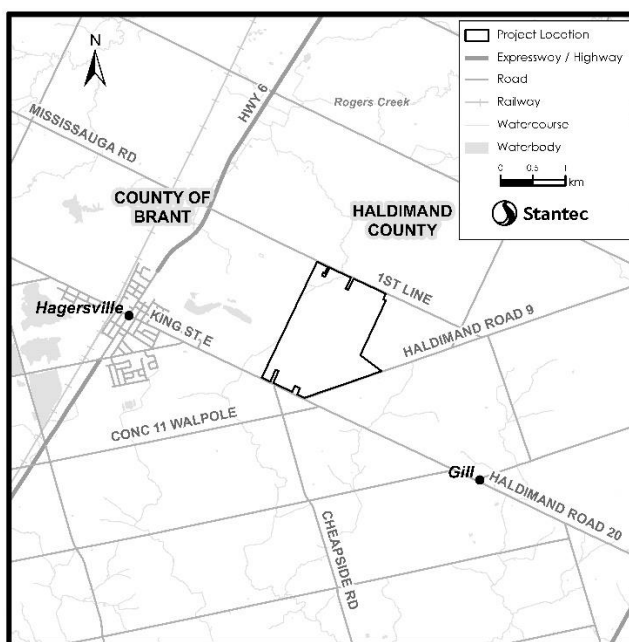 N
HWY 6
Rogers Creek
MISSISSAUGA RD
COUNTY OF
BRANT
HALDIMAND
COUNTY
1ST LINE
Hagersville
KING ST E
HALDIMAND ROAD 9
CONC 11 WALPOLE
Gill
HALDIMAND ROAD 20
CHEAPSIDE RD
Project Location
Expressway / Highway
Road
Railway
Watercourse
Waterbody
0 0.5 1
km
Stantec